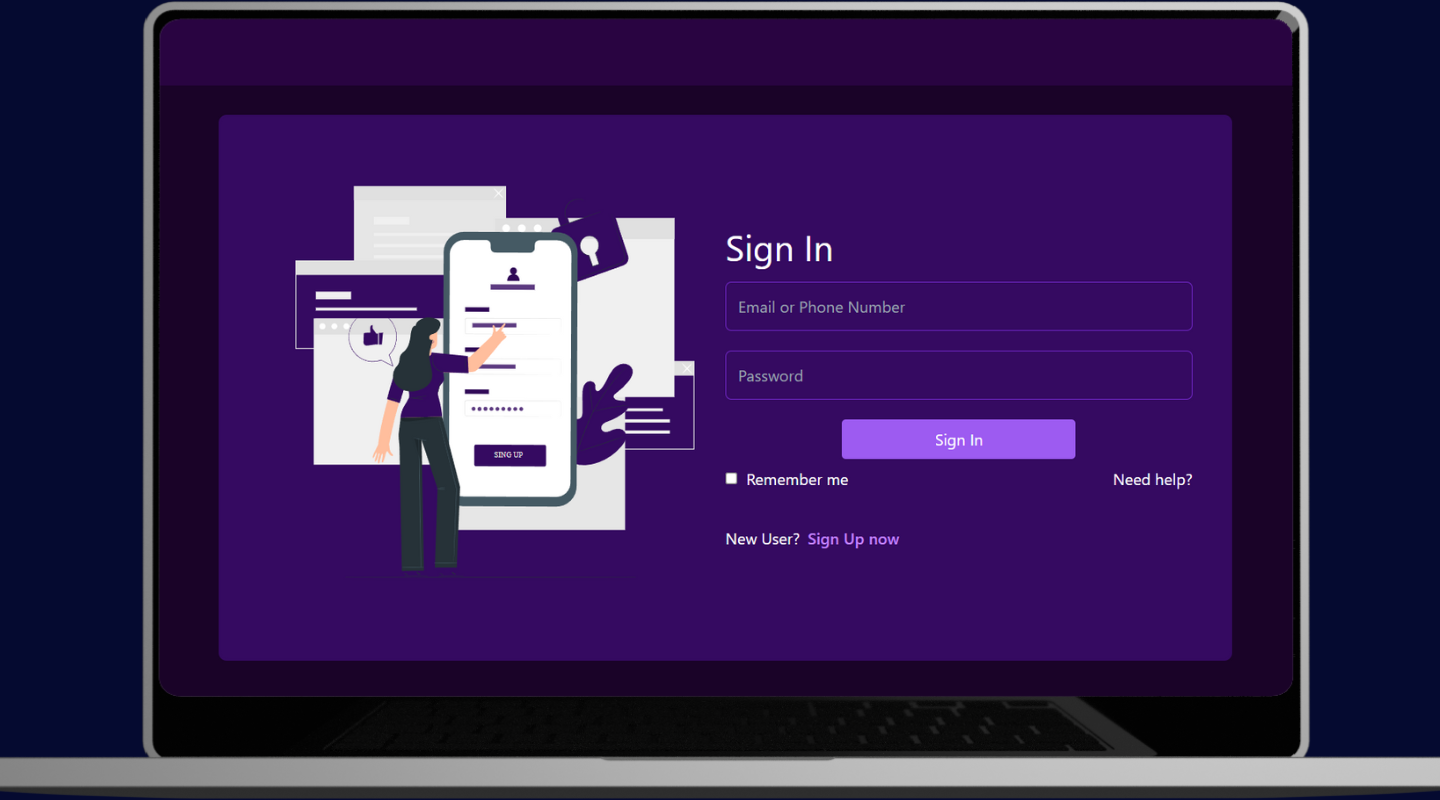 Sign In
Email or Phone Number
Password
Sign In
Remember me
Need help?
New User? Sign Up now
SING UP